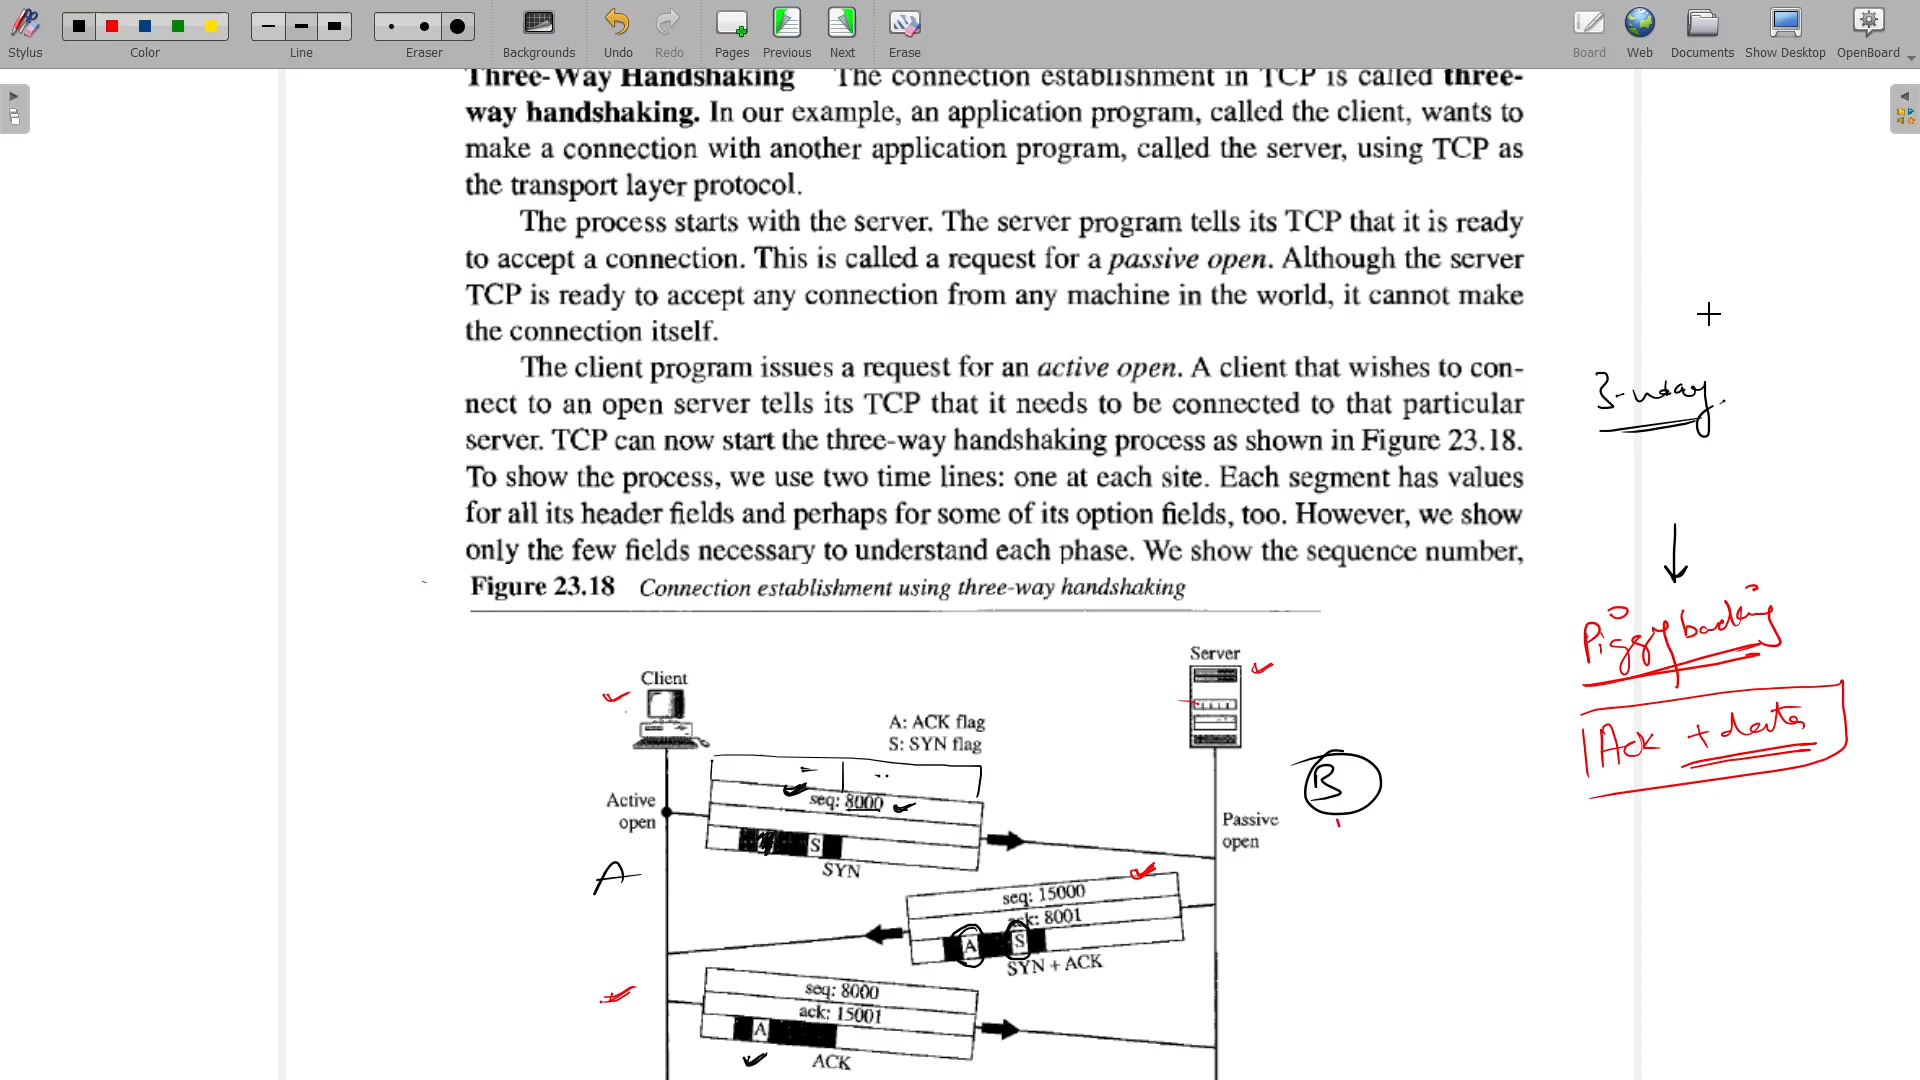 Stylus
Color
Line
Eraser
Backgrounds
Undo
Redo
Pages
Previous
Next
Erase
Board
Web
Documents
Show Desktop
OpenBoard
Three-Way Handshaking The connection establishment in TCP is called three-
way handshaking. In our example, an application program, called the client, wants to
make a connection with another application program, called the server, using TCP as
the transport layer protocol.
The process starts with the server. The server program tells its TCP that it is ready
to accept a connection. This is called a request for a passive open. Although the server
TCP is ready to accept any connection from any machine in the world, it cannot make
the connection itself.
The client program issues a request for an active open. A client that wishes to con-
nect to an open server tells its TCP that it needs to be connected to that particular
server. TCP can now start the three-way handshaking process as shown in Figure 23.18.
To show the process, we use two time lines: one at each site. Each segment has values
for all its header fields and perhaps for some of its option fields, too. However, we show
only the few fields necessary to understand each phase. We show the sequence number,
Figure 23.18 Connection establishment using three-way handshaking
3-way
Piggybacking
Ack + data
Client
Server
A: ACK flag
S: SYN flag
Active
open
seq: 8000
S
SYN
Passive
open
B
A
seq: 15000
ack: 8001
A S
SYN + ACK
seq: 8000
ack: 15001
A
ACK